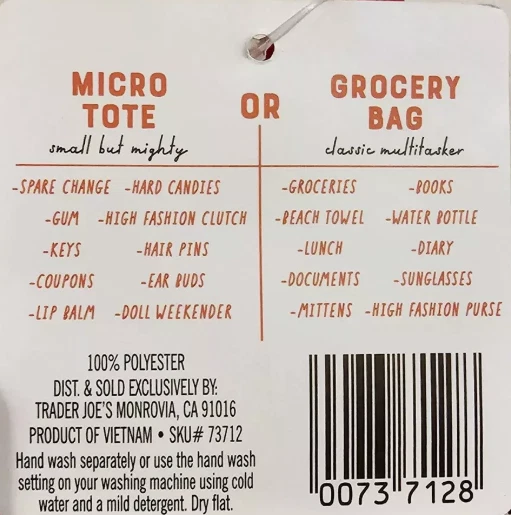 MICRO TOTE
small but mighty
-SPARE CHANGE -HARD CANDIES
-GUM -HIGH FASHION CLUTCH
-KEYS -HAIR PINS
-COUPONS -EAR BUDS
-LIP BALM -DOLL WEEKENDER
OR
GROCERY BAG
classic multitasker
-GROCERIES -BOOKS
-BEACH TOWEL -WATER BOTTLE
-LUNCH -DIARY
-DOCUMENTS -SUNGLASSES
-MITTENS -HIGH FASHION PURSE
100% POLYESTER
DIST. & SOLD EXCLUSIVELY BY:
TRADER JOE'S MONROVIA, CA 91016
PRODUCT OF VIETNAM • SKU# 73712
Hand wash separately or use the hand wash
setting on your washing machine using cold
water and a mild detergent. Dry flat.
0073 7128